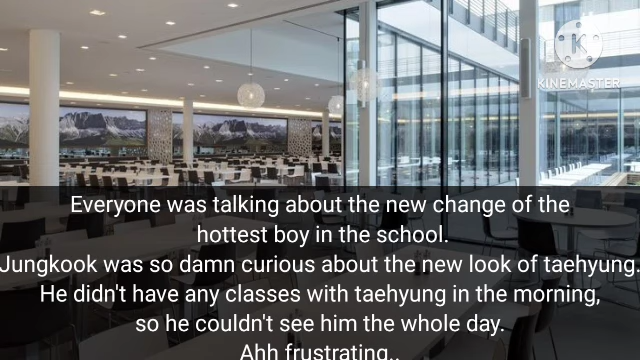 KINEMASTER
Everyone was talking about the new change of the
hottest boy in the school.
Jungkook was so damn curious about the new look of taehyung.
He didn't have any classes with taehyung in the morning,
so he couldn't see him the whole day.
Ahh frustrating..